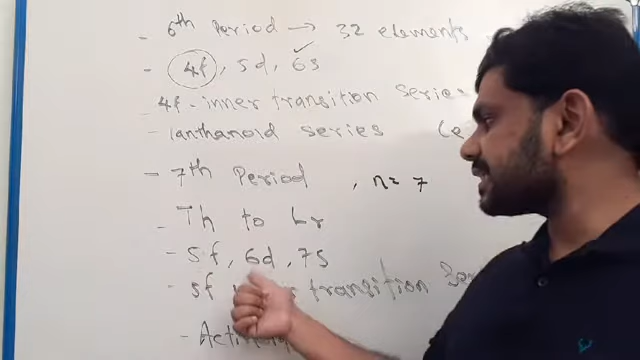 - 6th Period → 32 elements
- 4f, 5d, 6s
4f-inner transition series
- lanthanoid series (Ce
- 7th Period , n= 7
- Th to Lr
- 5f, 6d, 7s
- 5f transition